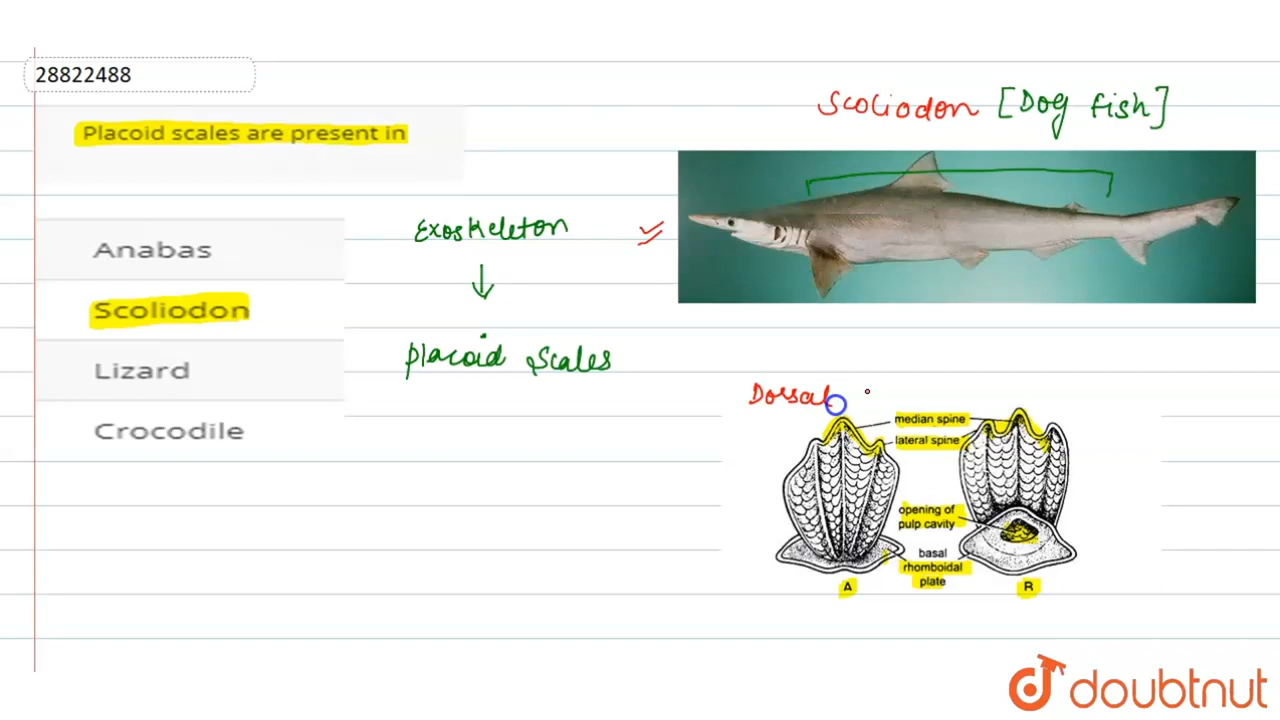 28822488
Placoid scales are present in
Anabas
Scoliodon
Lizard
Crocodile
Exoskeleton
↓
placoid scales
Scoliodon [Dog fish]
Dorsal
median spine
lateral spine
opening of
pulp cavity
basal
rhomboidal
plate
A
B
doubtnut